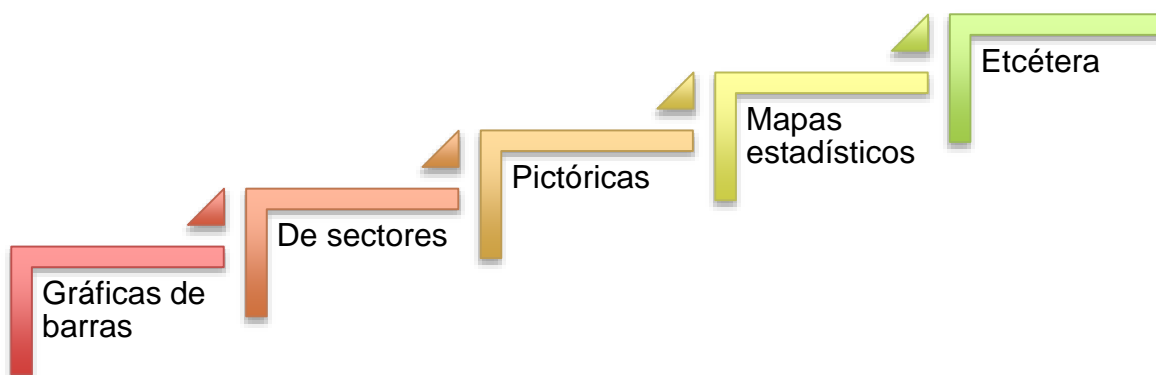 Gráficas de
barras
De sectores
Pictóricas
Mapas
estadísticos
Etcétera